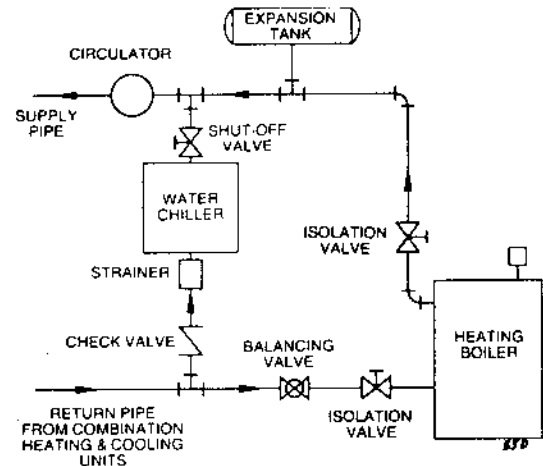 EXPANSION
TANK
CIRCULATOR
SUPPLY
PIPE
SHUT-OFF
VALVE
WATER
CHILLER
ISOLATION
VALVE
STRAINER
HEATING
BOILER
CHECK VALVE
BALANCING
VALVE
ISOLATION
VALVE
RETURN PIPE
FROM COMBINATION
HEATING & COOLING
UNITS